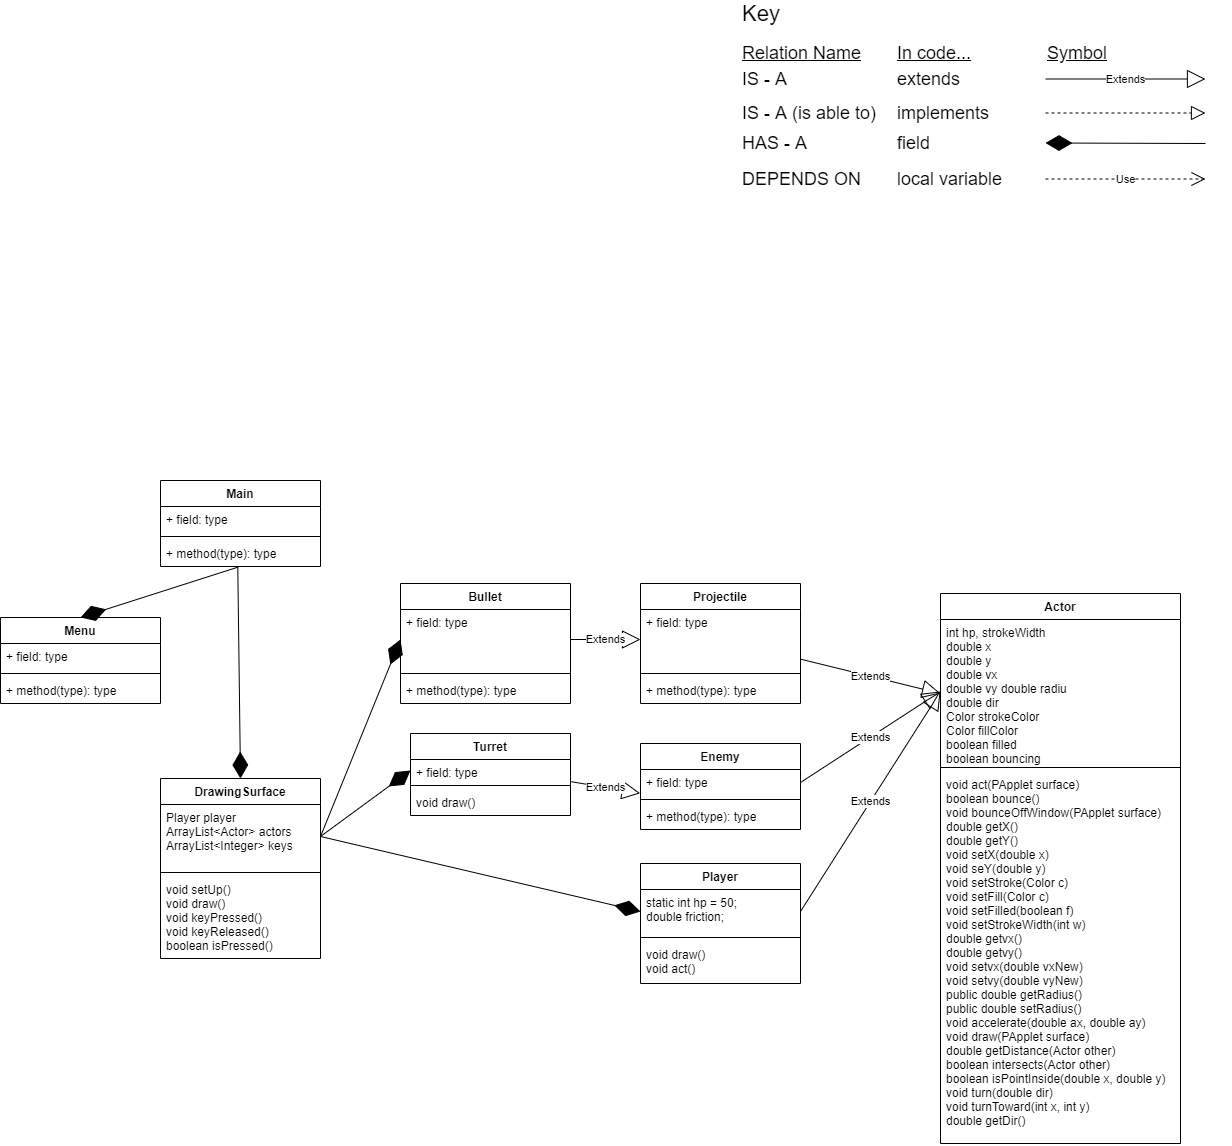 Key
Relation Name In code... Symbol
IS - A extends Extends
IS - A (is able to) implements
HAS - A field
DEPENDS ON local variable Use
Main
+ field: type
+ method(type): type
Menu
+ field: type
+ method(type): type
DrawingSurface
Player player
ArrayList<Actor> actors
ArrayList<Integer> keys
void setUp()
void draw()
void keyPressed()
void keyReleased()
boolean isPressed()
Bullet
+ field: type
+ method(type): type
Extends
Projectile
+ field: type
+ method(type): type
Extends
Turret
+ field: type
void draw()
Extends
Enemy
+ field: type
+ method(type): type
Extends
Player
static int hp = 50;
double friction;
void draw()
void act()
Extends
Actor
int hp, strokeWidth
double x
double y
double vx
double vy double radiu
double dir
Color strokeColor
Color fillColor
boolean filled
boolean bouncing
void act(PApplet surface)
boolean bounce()
void bounceOffWindow(PApplet surface)
double getX()
double getY()
void setX(double x)
void seY(double y)
void setStroke(Color c)
void setFill(Color c)
void setFilled(boolean f)
void setStrokeWidth(int w)
double getvx()
double getvy()
void setvx(double vxNew)
void setvy(double vyNew)
public double getRadius()
public double setRadius()
void accelerate(double ax, double ay)
void draw(PApplet surface)
double getDistance(Actor other)
boolean intersects(Actor other)
boolean isPointInside(double x, double y)
void turn(double dir)
void turnToward(int x, int y)
double getDir()